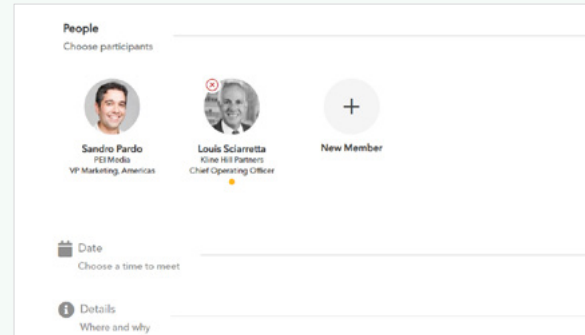 People
Choose participants
Sandro Pardo
PEI Media
VP Marketing, Americas
Louis Sciarretta
Kline Hill Partners
Chief Operating Officer
New Member
Date
Choose a time to meet
Details
Where and why